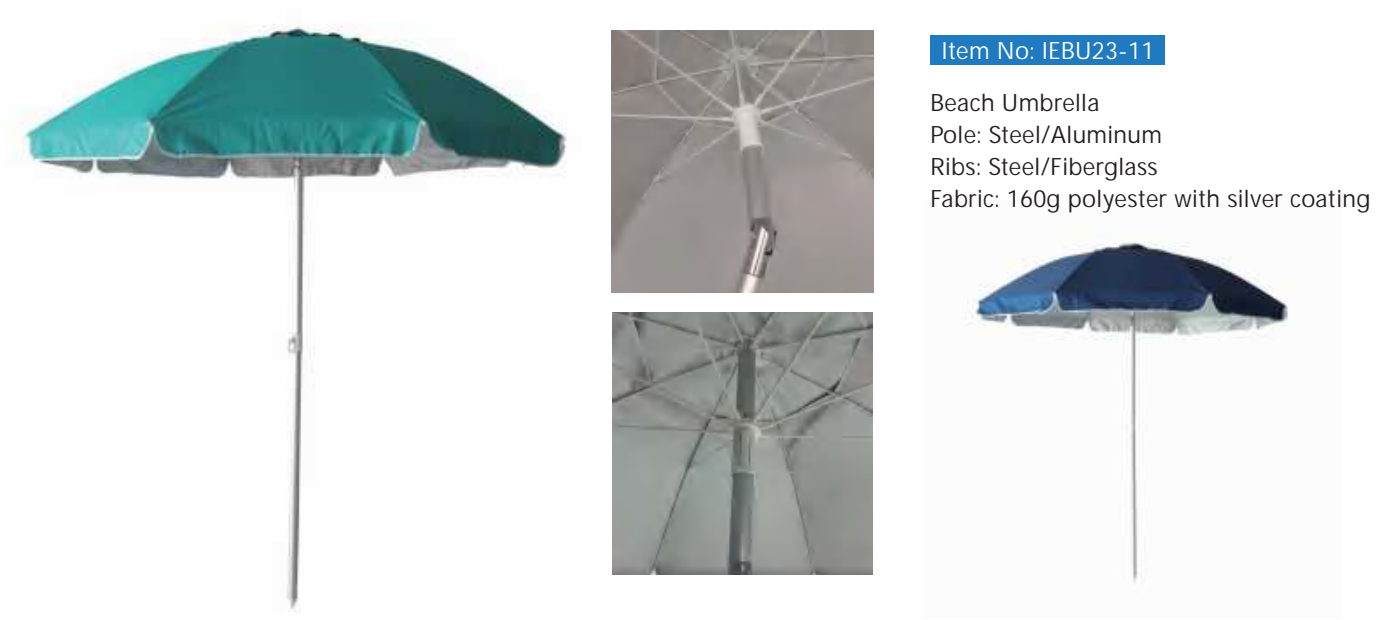 Item No: IEBU23-11
Beach Umbrella
Pole: Steel/Aluminum
Ribs: Steel/Fiberglass
Fabric: 160g polyester with silver coating